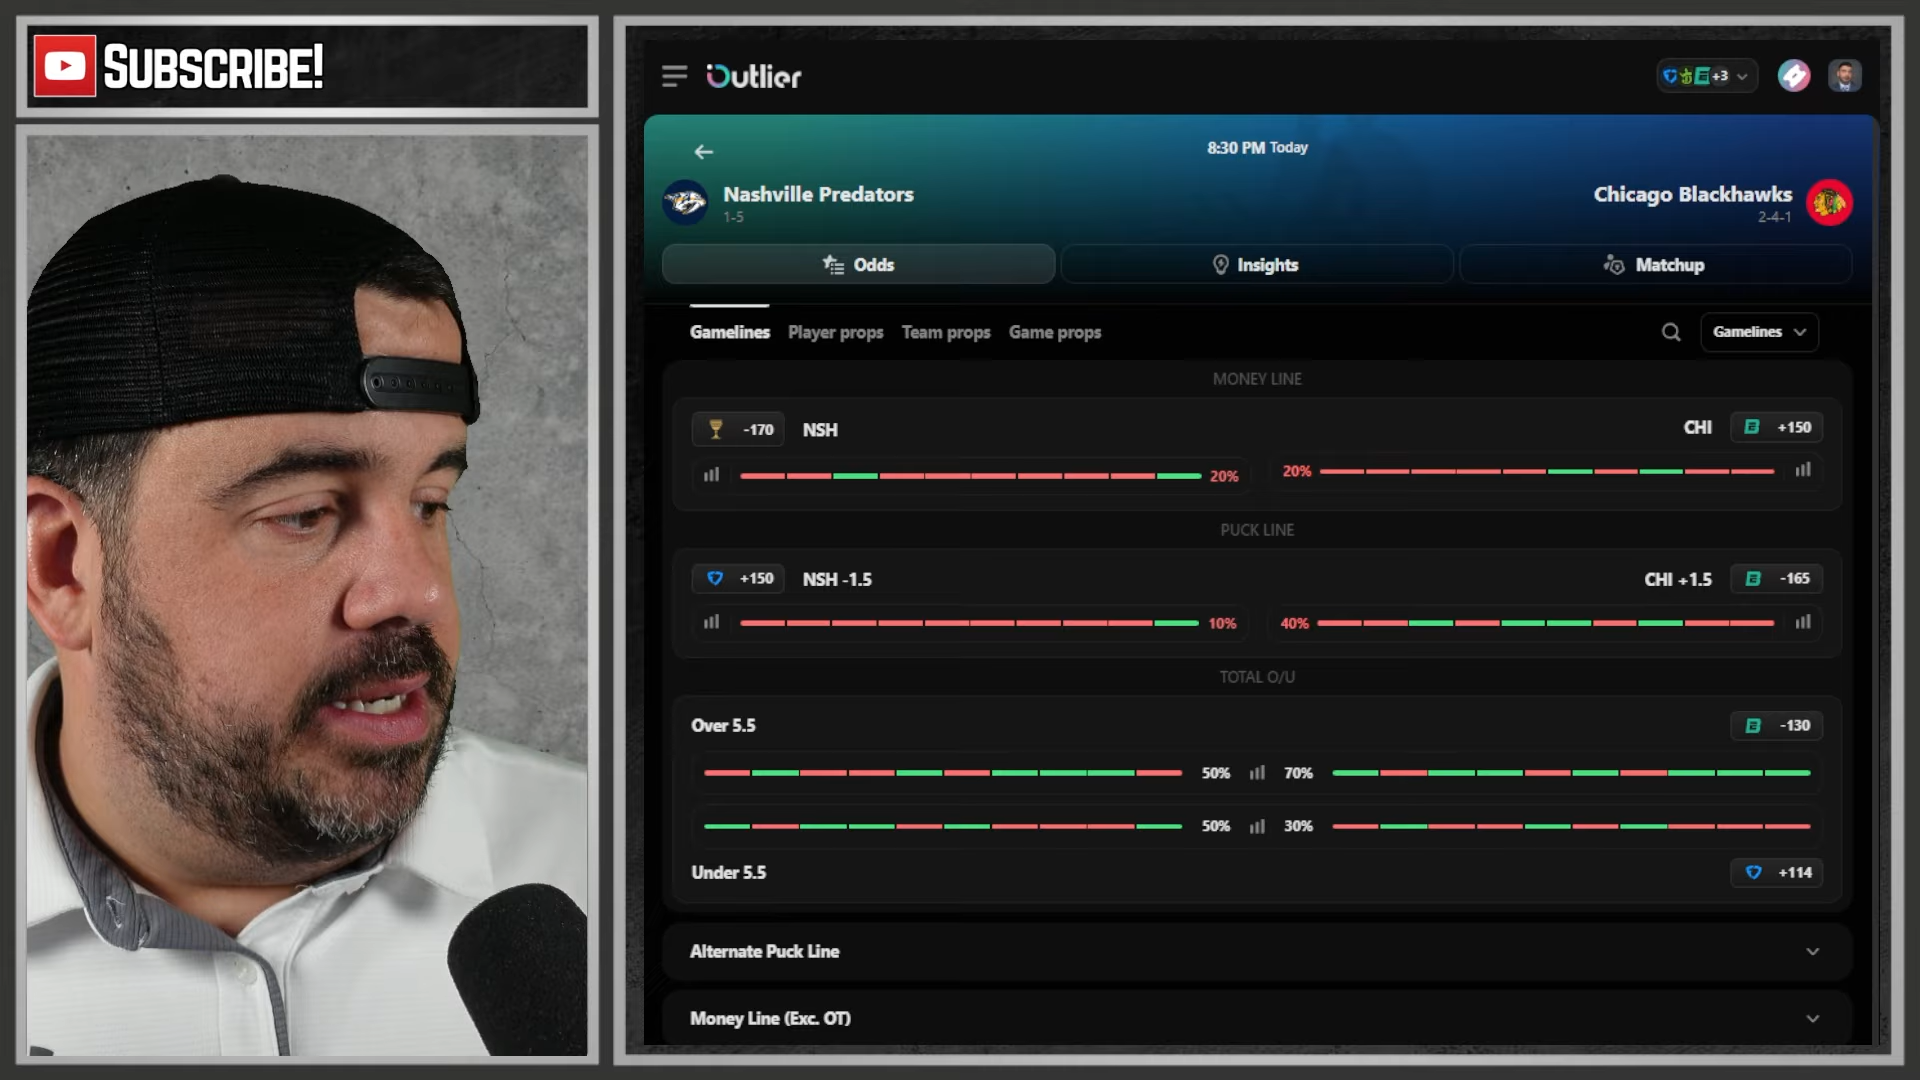 SUBSCRIBE!
Outlier
+3
8:30 PM Today
Nashville Predators
1-5
Chicago Blackhawks
2-4-1
Odds
Insights
Matchup
Gamelines Player props Team props Game props
Gamelines
MONEY LINE
-170 NSH
CHI +150
20%
20%
PUCK LINE
+150 NSH -1.5
CHI +1.5 -165
10%
40%
TOTAL O/U
Over 5.5
-130
50% 70%
50% 30%
Under 5.5
+114
Alternate Puck Line
Money Line (Exc. OT)